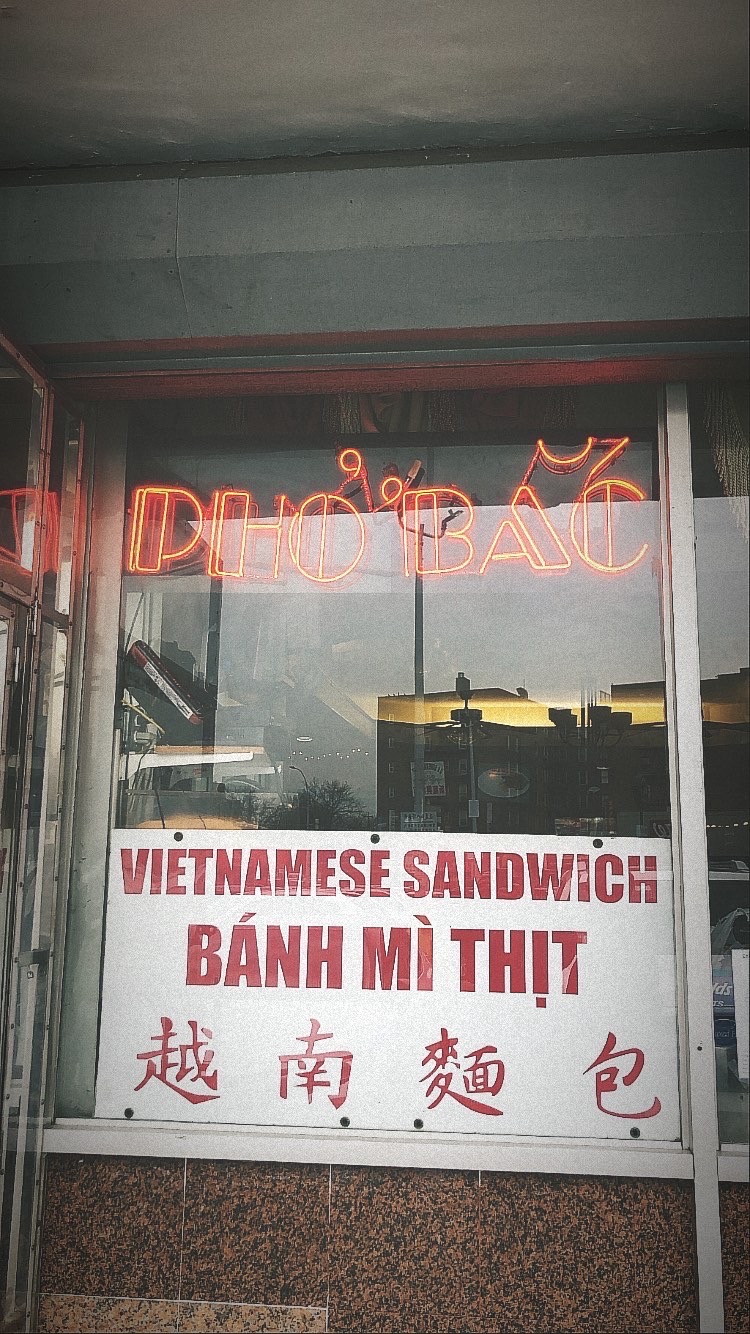 PHỞ BẮC
VIETNAMESE SANDWICH
BÁNH MÌ THỊT
越南麵包